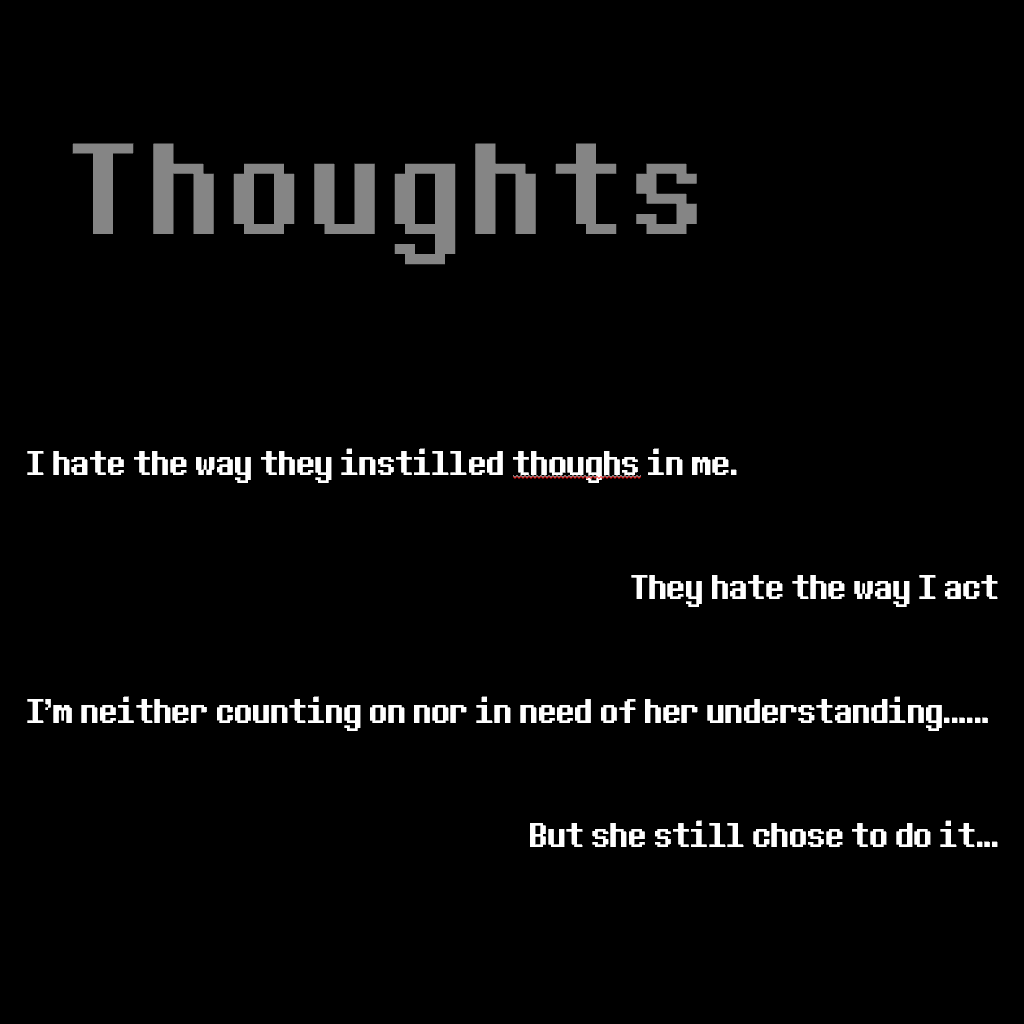 Thoughts
I hate the way they instilled thoughs in me.
They hate the way I act
I’m neither counting on nor in need of her understanding......
But she still chose to do it...